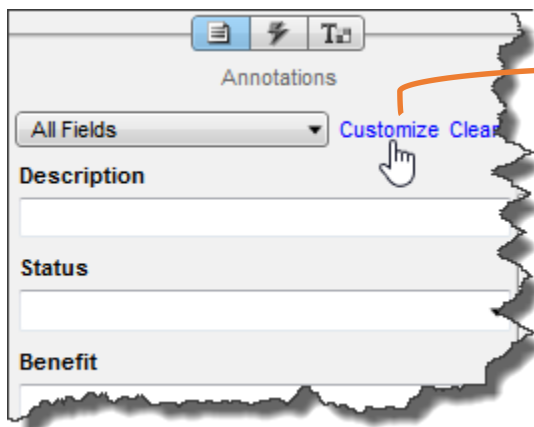 T
Annotations
All Fields Customize Clear
Description
Status
Benefit